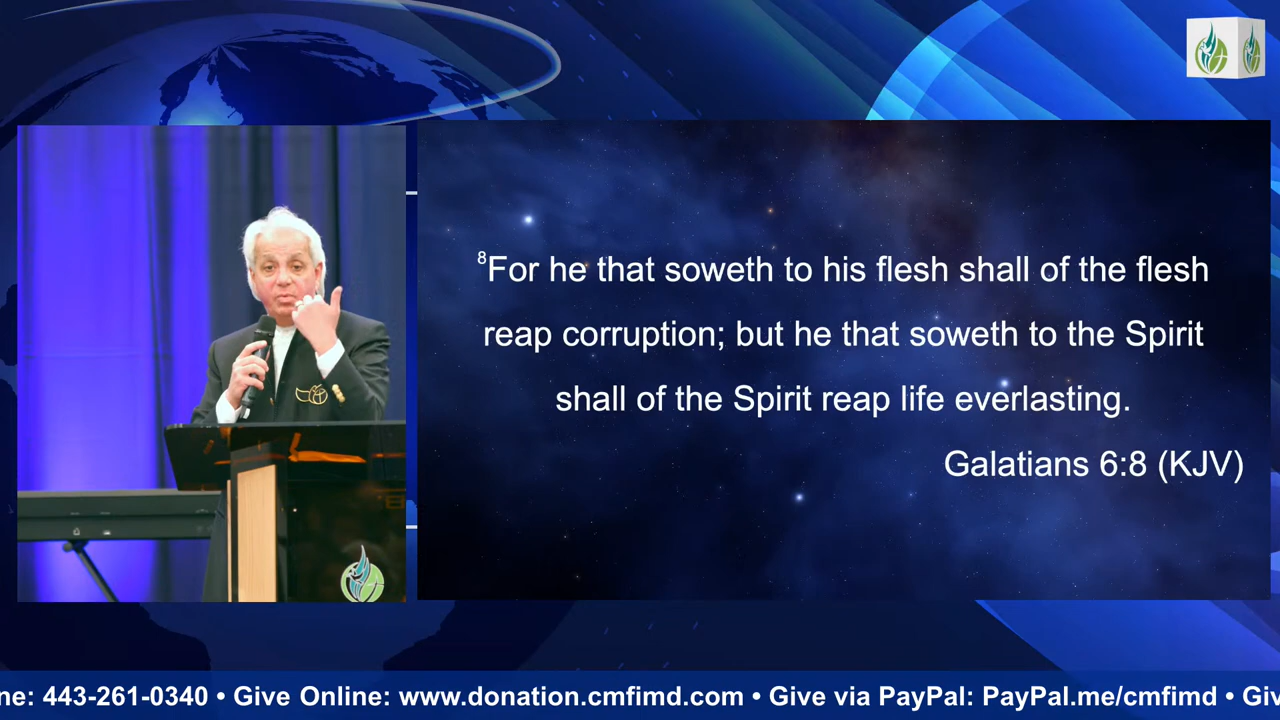 ⁸For he that soweth to his flesh shall of the flesh
reap corruption; but he that soweth to the Spirit
shall of the Spirit reap life everlasting.
Galatians 6:8 (KJV)
ne: 443-261-0340 • Give Online: www.donation.cmfimd.com • Give via PayPal: PayPal.me/cmfimd • Giv